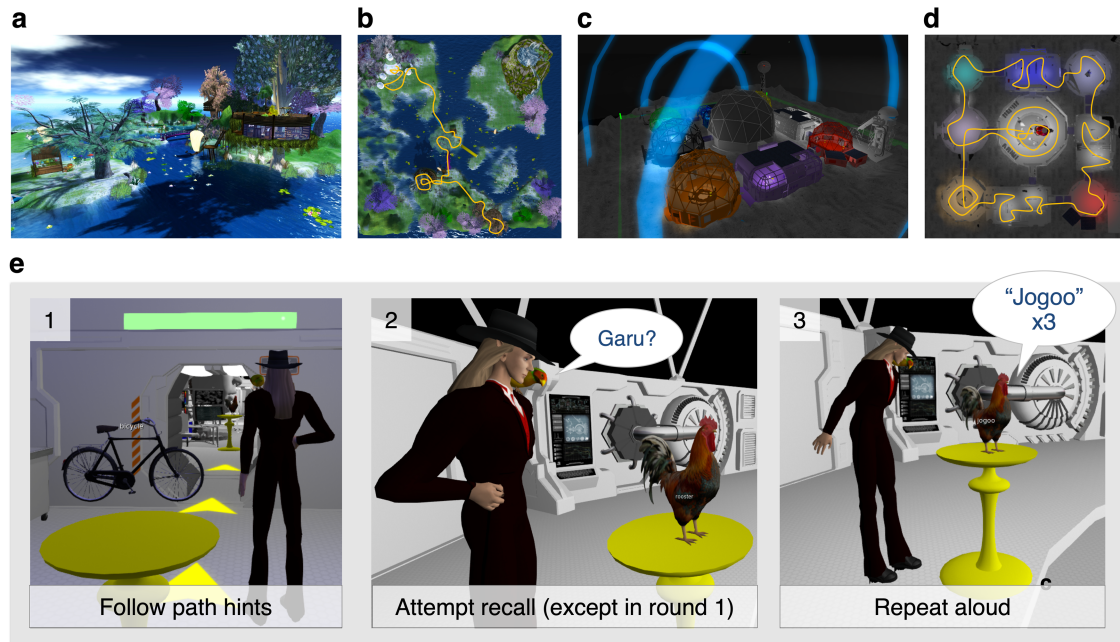 a
b
c
d
e
1
bicycle
Follow path hints
2
Garu?
rooster
Attempt recall (except in round 1)
3
“Jogoo”
x3
jogoo
c
Repeat aloud